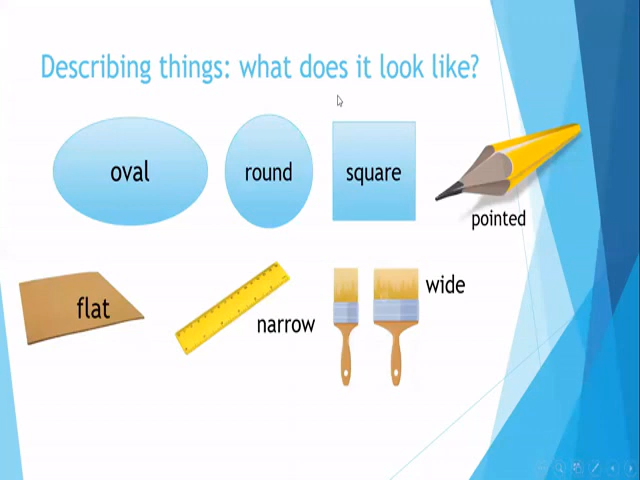 Describing things: what does it look like?
oval
round
square
pointed
flat
narrow
wide